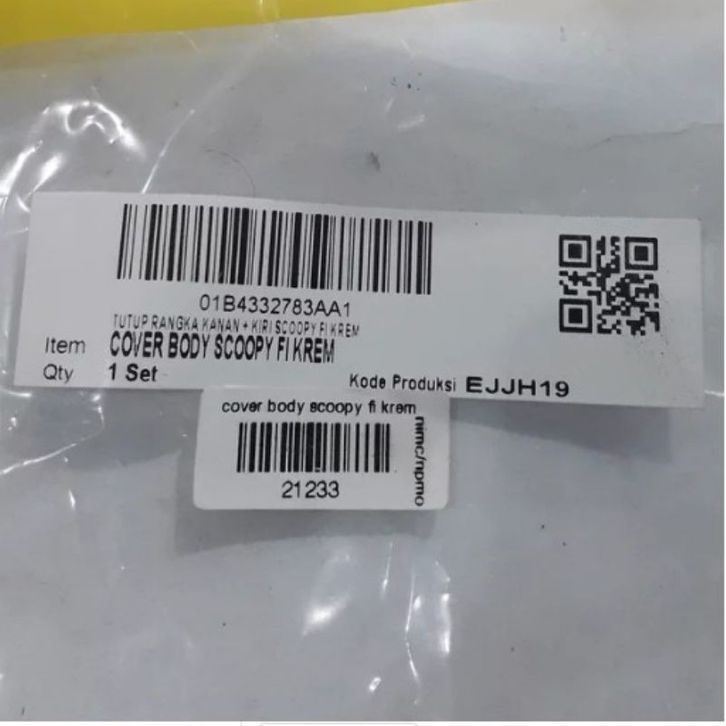 01B4332783AA1
TUTUP RANGKA KANAN + KIRI SCOOPY FI KREM
Item COVER BODY SCOOPY FI KREM
Qty 1 Set
Kode Produksi EJJH19
cover body scoopy fi krem
21233
nimc/npmo